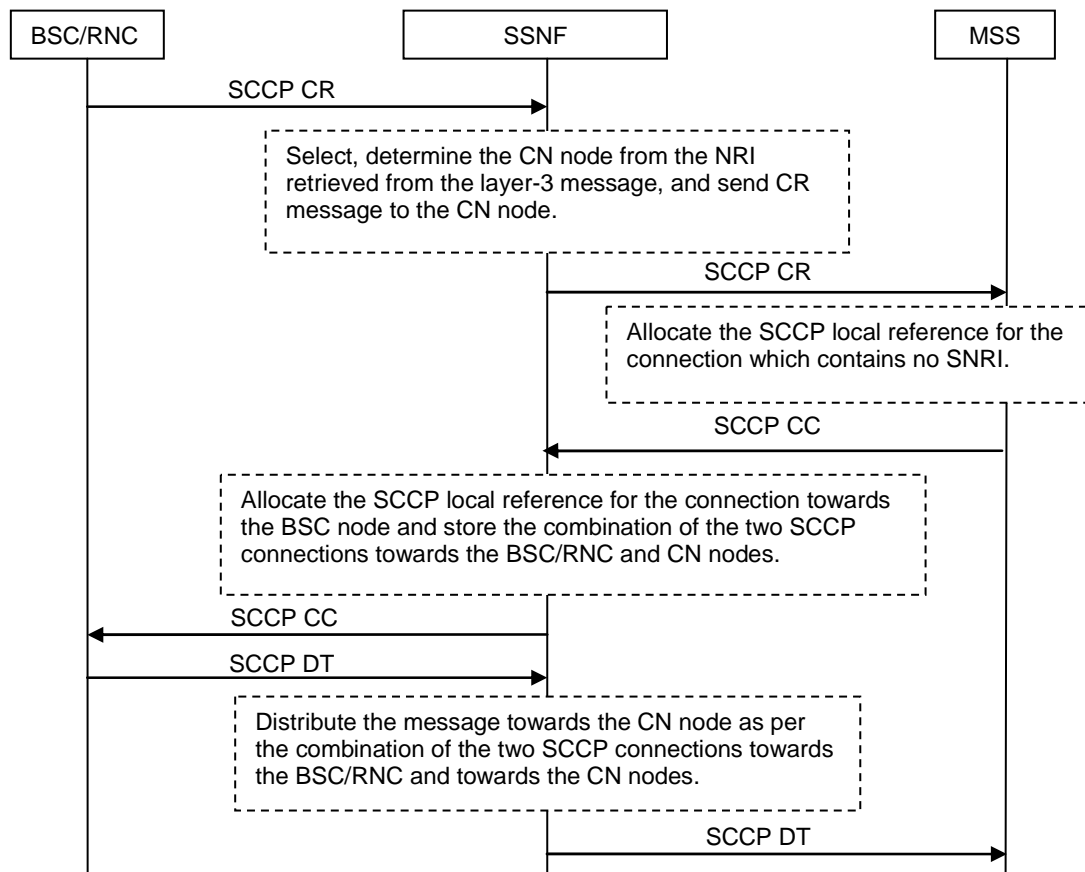 BSC/RNC
SSNF
MSS
SCCP CR
Select, determine the CN node from the NRI
retrieved from the layer-3 message, and send CR
message to the CN node.
SCCP CR
Allocate the SCCP local reference for the
connection which contains no SNRI.
SCCP CC
Allocate the SCCP local reference for the connection towards
the BSC node and store the combination of the two SCCP
connections towards the BSC/RNC and CN nodes.
SCCP CC
SCCP DT
Distribute the message towards the CN node as per
the combination of the two SCCP connections towards
the BSC/RNC and towards the CN nodes.
SCCP DT